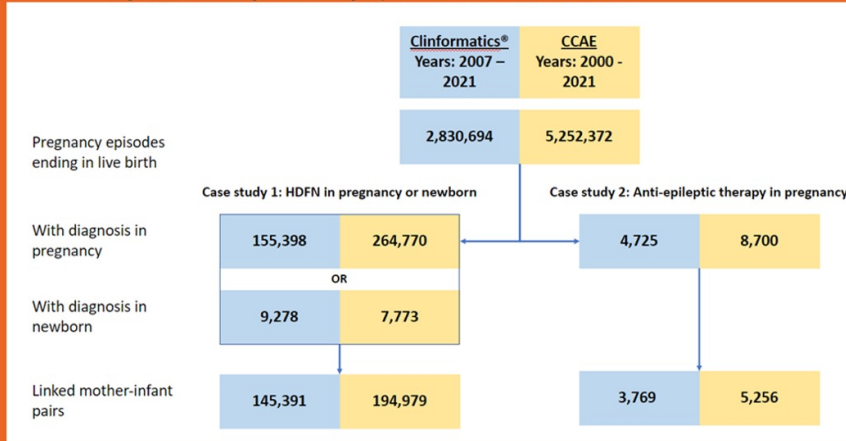 Clinformatics® CCAE
Years: 2007 – Years: 2000 -
2021 2021
Pregnancy episodes
ending in live birth
2,830,694 5,252,372
Case study 1: HDFN in pregnancy or newborn
Case study 2: Anti-epileptic therapy in pregnancy
With diagnosis in
pregnancy
155,398 264,770
4,725 8,700
OR
With diagnosis in
newborn
9,278 7,773
Linked mother-infant
pairs
145,391 194,979
3,769 5,256